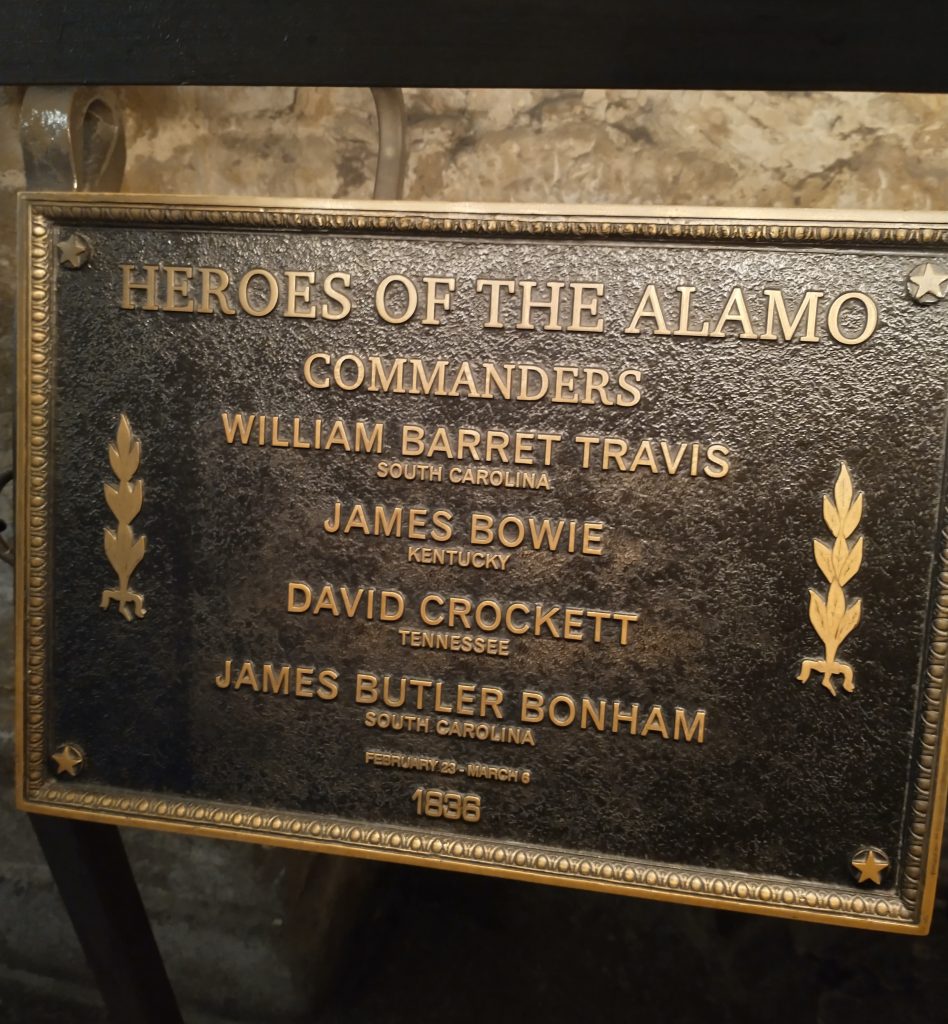 HEROES OF THE ALAMO
COMMANDERS
WILLIAM BARRET TRAVIS
SOUTH CAROLINA
JAMES BOWIE
KENTUCKY
DAVID CROCKETT
TENNESSEE
JAMES BUTLER BONHAM
SOUTH CAROLINA
FEBRUARY 23 - MARCH 6
1836